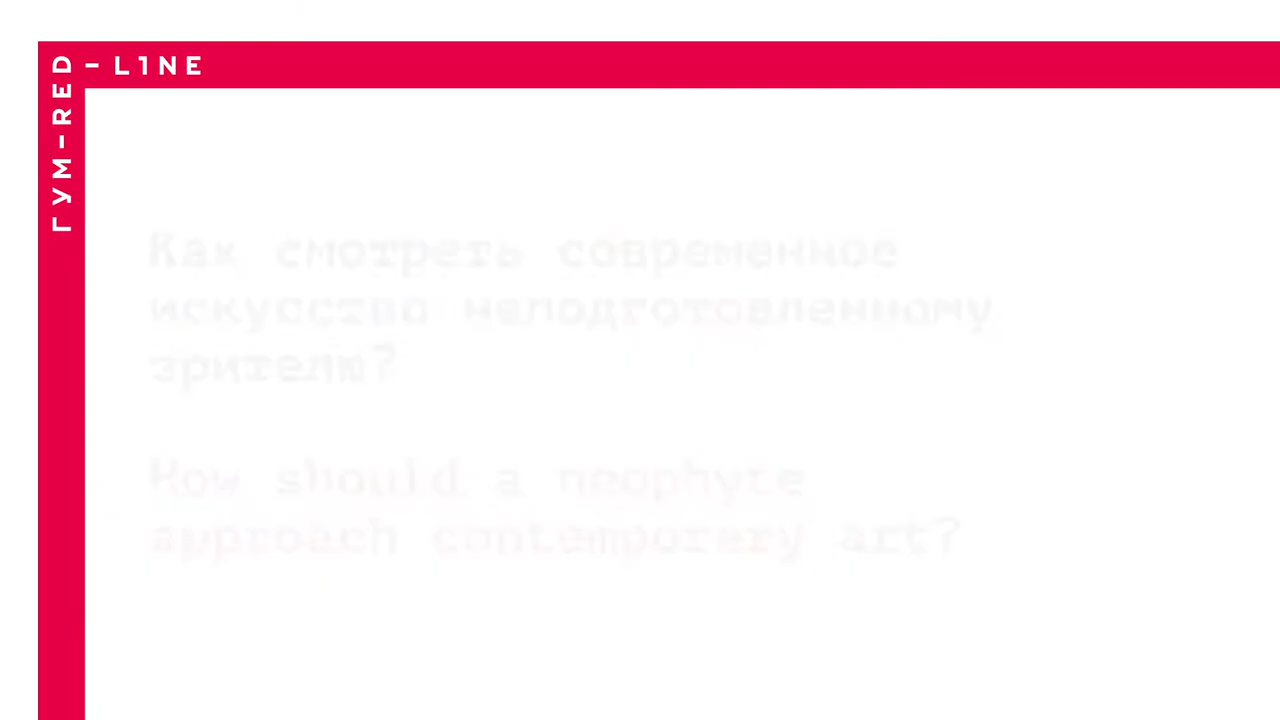 ГУМ-RED
-L1NE
Как смотреть современное
искусство неподготовленному
зрителю?
How should a neophyte
approach contemporary art?